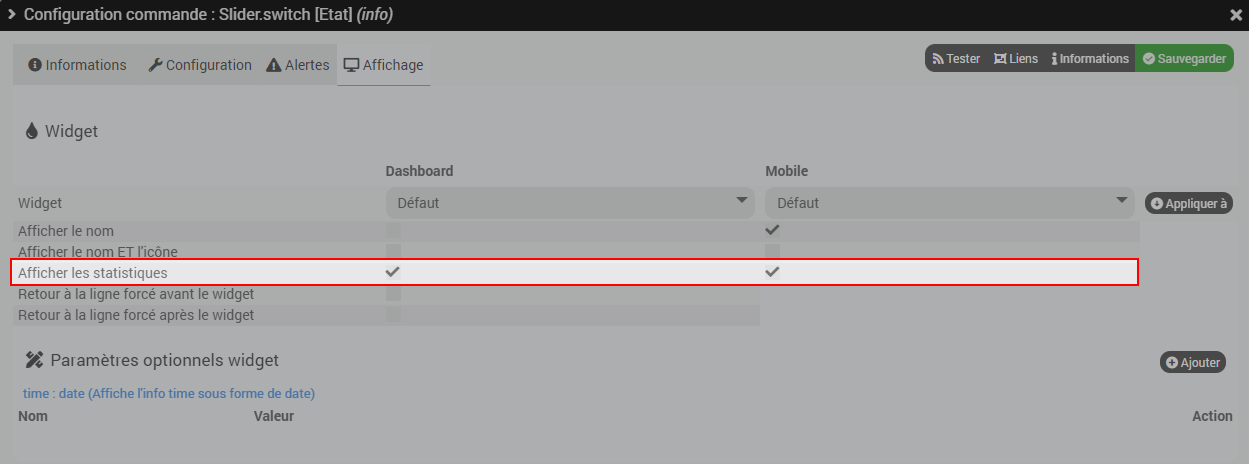 Configuration commande : Slider.switch [Etat] (info)
Informations Configuration Alertes Affichage Tester Liens Informations Sauvegarder
Widget
Dashboard Mobile
Widget Défaut Défaut Appliquer à
Afficher le nom
Afficher le nom ET l'icône
Afficher les statistiques
Retour à la ligne forcé avant le widget
Retour à la ligne forcé après le widget
Paramètres optionnels widget Ajouter
time : date (Affiche l'info time sous forme de date)
Nom Valeur Action